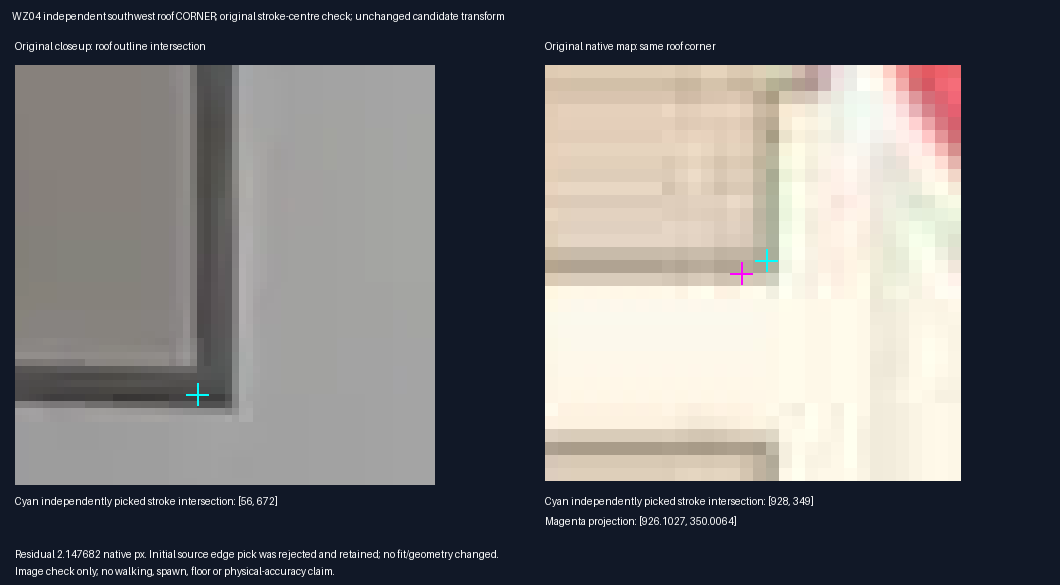 WZ04 independent southwest roof CORNER; original stroke-centre check; unchanged candidate transform
Original closeup: roof outline intersection
Original native map: same roof corner
Cyan independently picked stroke intersection: [56, 672]
Cyan independently picked stroke intersection: [928, 349]
Magenta projection: [926.1027, 350.0064]
Residual 2.147682 native px. Initial source edge pick was rejected and retained; no fit/geometry changed.
Image check only; no walking, spawn, floor or physical-accuracy claim.